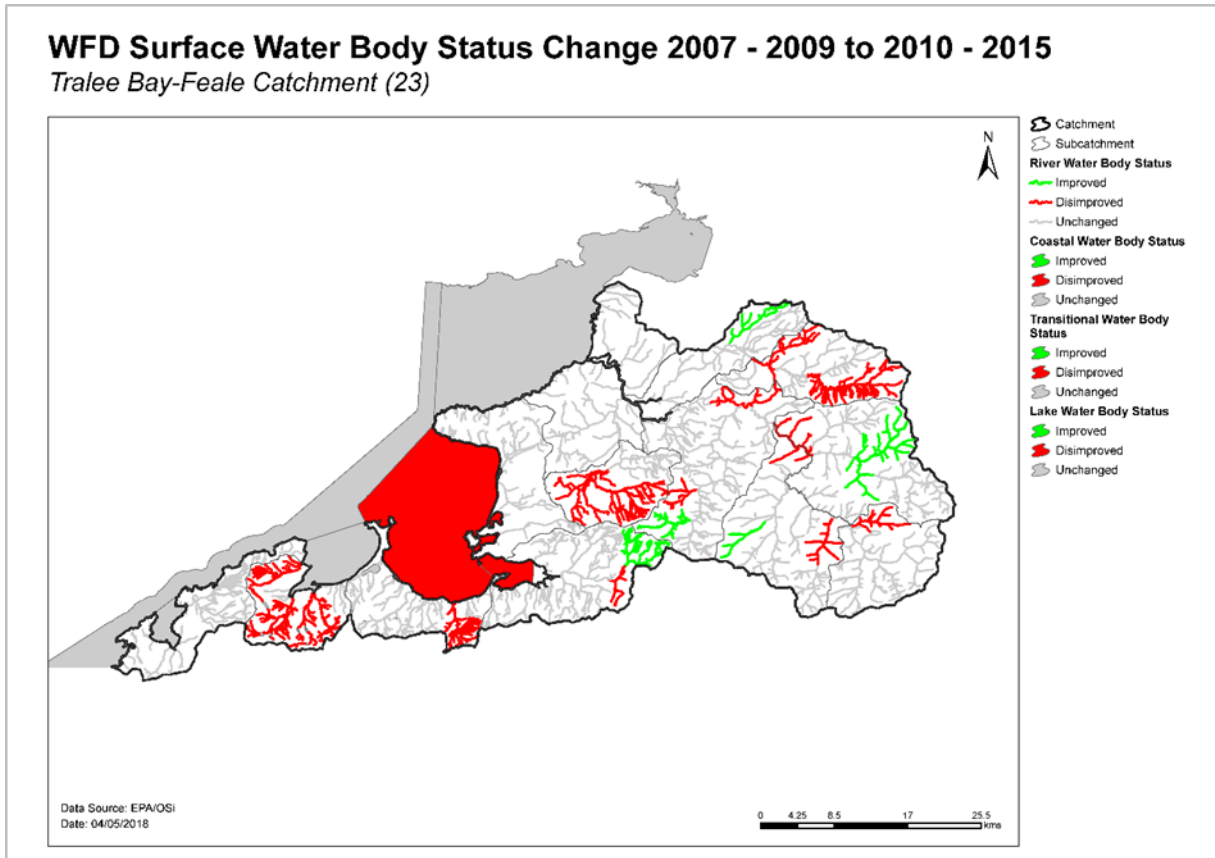 WFD Surface Water Body Status Change 2007 - 2009 to 2010 - 2015
Tralee Bay-Feale Catchment (23)
N
Catchment
Subcatchment
River Water Body Status
Improved
Disimproved
Unchanged
Coastal Water Body Status
Improved
Disimproved
Unchanged
Transitional Water Body
Status
Improved
Disimproved
Unchanged
Lake Water Body Status
Improved
Disimproved
Unchanged
Data Source: EPA/OSi
Date: 04/05/2018
0 4.25 8.5 17 25.5
kms